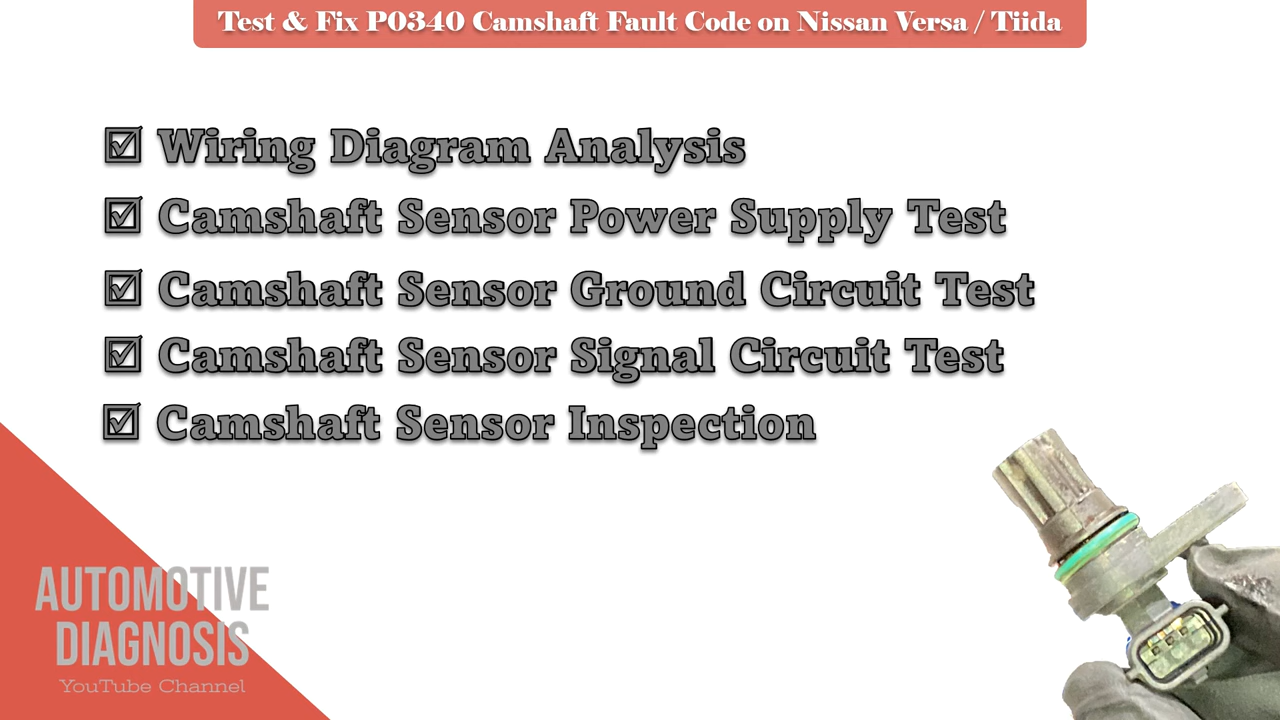 Test & Fix P0340 Camshaft Fault Code on Nissan Versa / Tiida
☑ Wiring Diagram Analysis
☑ Camshaft Sensor Power Supply Test
☑ Camshaft Sensor Ground Circuit Test
☑ Camshaft Sensor Signal Circuit Test
☑ Camshaft Sensor Inspection
AUTOMOTIVE
DIAGNOSIS
YouTube Channel